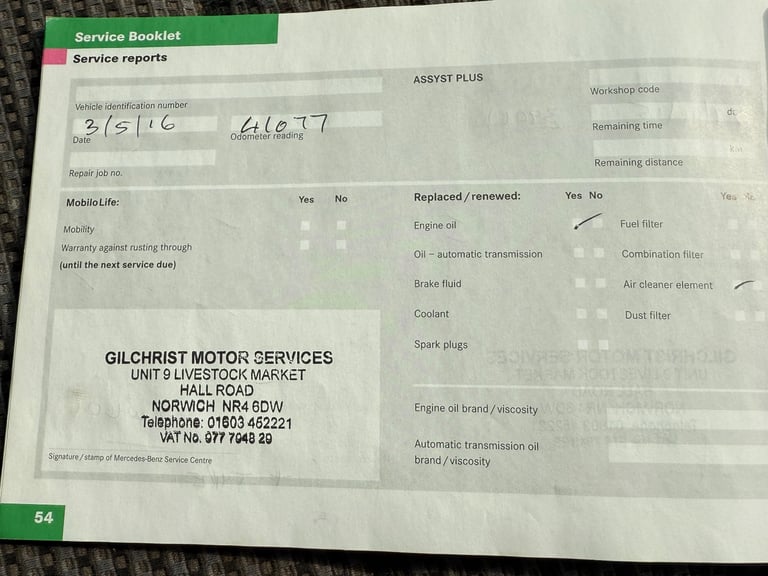 Service Booklet
Service reports
ASSYST PLUS
Vehicle identification number
3/5/16
Date
41077
Odometer reading
Repair job no.
Workshop code
Remaining time
Remaining distance
MobiloLife:
Yes No
Mobility
Warranty against rusting through
(until the next service due)
Replaced/renewed:
Yes No
Yes
Engine oil
Fuel filter
Oil – automatic transmission
Combination filter
Brake fluid
Air cleaner element
Coolant
Dust filter
Spark plugs
Engine oil brand/viscosity
Automatic transmission oil
brand/viscosity
GILCHRIST MOTOR SERVICES
UNIT 9 LIVESTOCK MARKET
HALL ROAD
NORWICH NR4 6DW
Telephone: 01603 452221
VAT No. 977 7948 29
Signature/stamp of Mercedes-Benz Service Centre
54